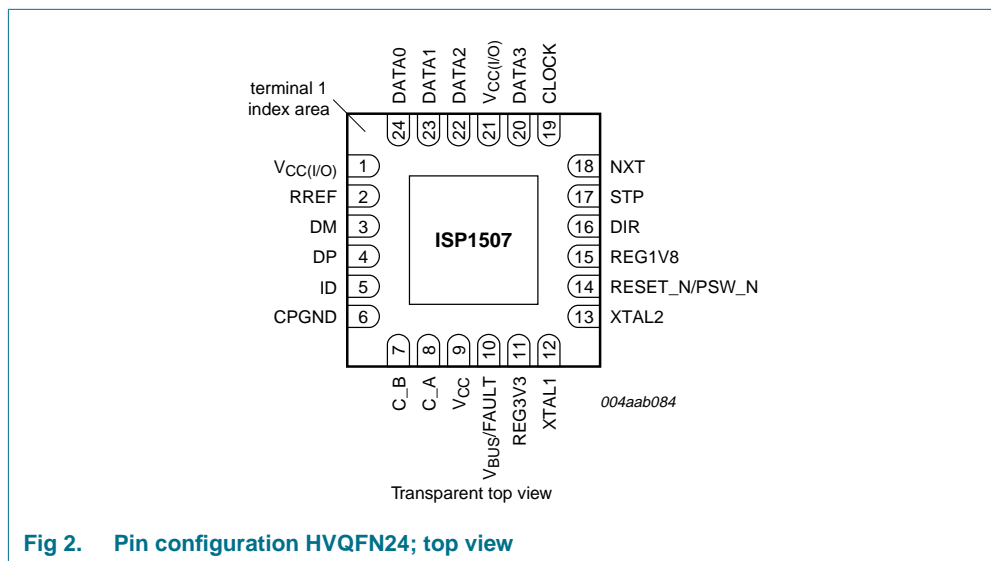 terminal 1
index area
DATA0
DATA1
DATA2
VCC(I/O)
DATA3
CLOCK
24
23
22
21
20
19
VCC(I/O) 1
RREF 2
DM 3
DP 4
ID 5
CPGND 6
ISP1507
18 NXT
17 STP
16 DIR
15 REG1V8
14 RESET_N/PSW_N
13 XTAL2
7
8
9
10
11
12
C_B
C_A
VCC
VBUS/FAULT
REG3V3
XTAL1
004aab084
Transparent top view
Fig 2. Pin configuration HVQFN24; top view